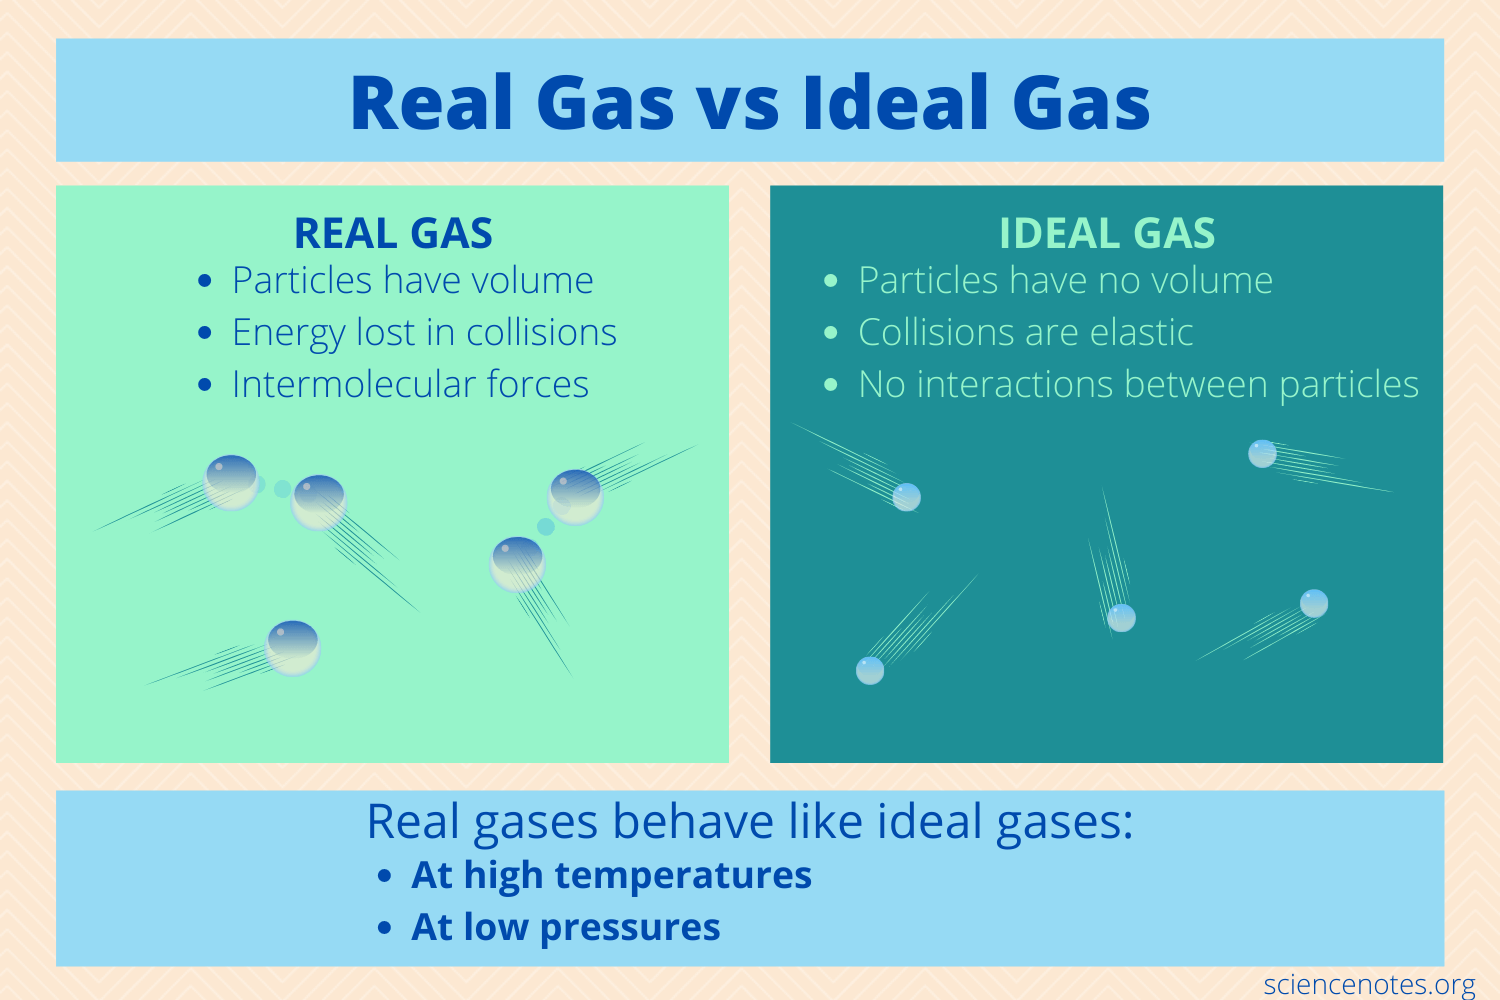 Real Gas vs Ideal Gas
REAL GAS
• Particles have volume
• Energy lost in collisions
• Intermolecular forces
IDEAL GAS
• Particles have no volume
• Collisions are elastic
• No interactions between particles
Real gases behave like ideal gases:
• At high temperatures
• At low pressures
sciencenotes.org